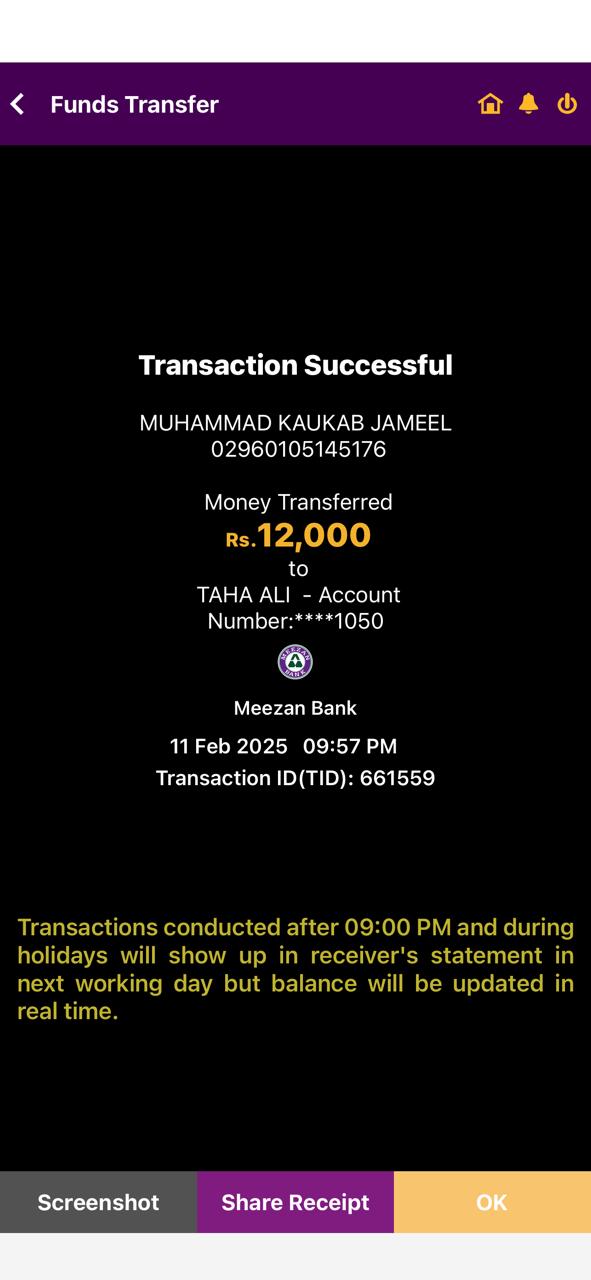 Funds Transfer
Transaction Successful
MUHAMMAD KAUKAB JAMEEL
02960105145176
Money Transferred
Rs.12,000
to
TAHA ALI - Account
Number:****1050
MEEZAN
BANK
Meezan Bank
11 Feb 2025 09:57 PM
Transaction ID(TID): 661559
Transactions conducted after 09:00 PM and during
holidays will show up in receiver's statement in
next working day but balance will be updated in
real time.
Screenshot
Share Receipt
OK